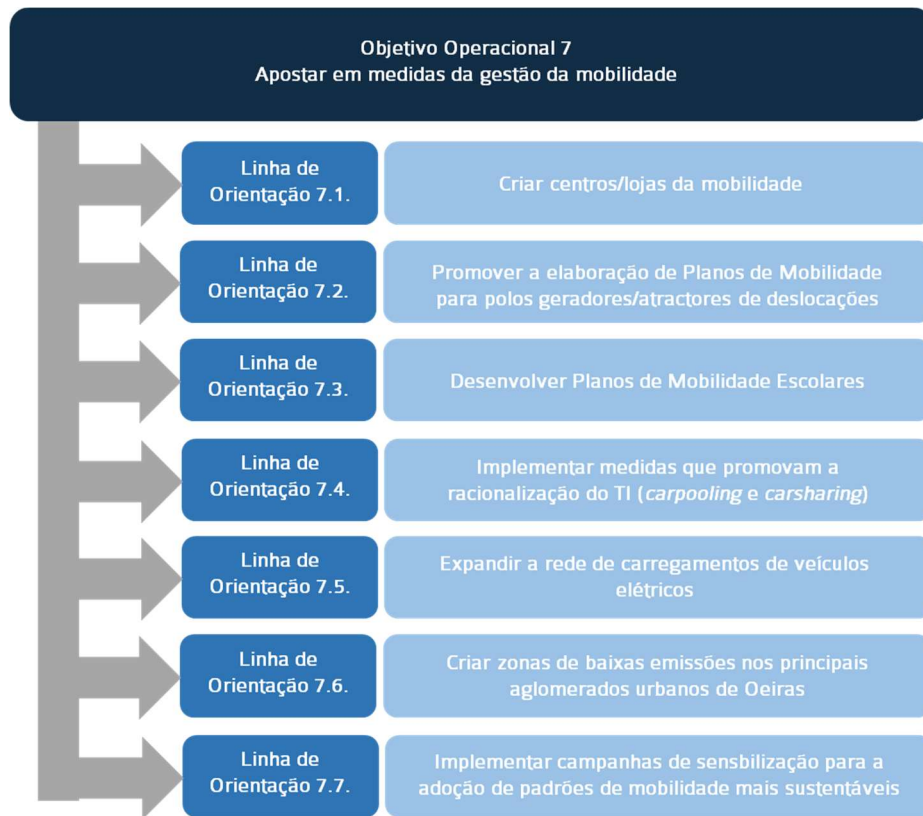 Objetivo Operacional 7
Apostar em medidas da gestão da mobilidade
Linha de
Orientação 7.1.
Criar centros/lojas da mobilidade
Linha de
Orientação 7.2.
Promover a elaboração de Planos de Mobilidade
para polos geradores/atractores de deslocações
Linha de
Orientação 7.3.
Desenvolver Planos de Mobilidade Escolares
Linha de
Orientação 7.4.
Implementar medidas que promovam a
racionalização do TI (carpooling e carsharing)
Linha de
Orientação 7.5.
Expandir a rede de carregamentos de veículos
elétricos
Linha de
Orientação 7.6.
Criar zonas de baixas emissões nos principais
aglomerados urbanos de Oeiras
Linha de
Orientação 7.7.
Implementar campanhas de sensbilização para a
adoção de padrões de mobilidade mais sustentáveis